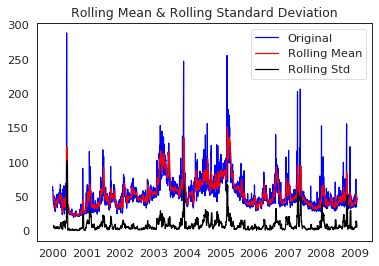 Rolling Mean & Rolling Standard Deviation
300
250
200
150
100
50
0
Original
Rolling Mean
Rolling Std
2000 2001 2002 2003 2004 2005 2006 2007 2008 2009